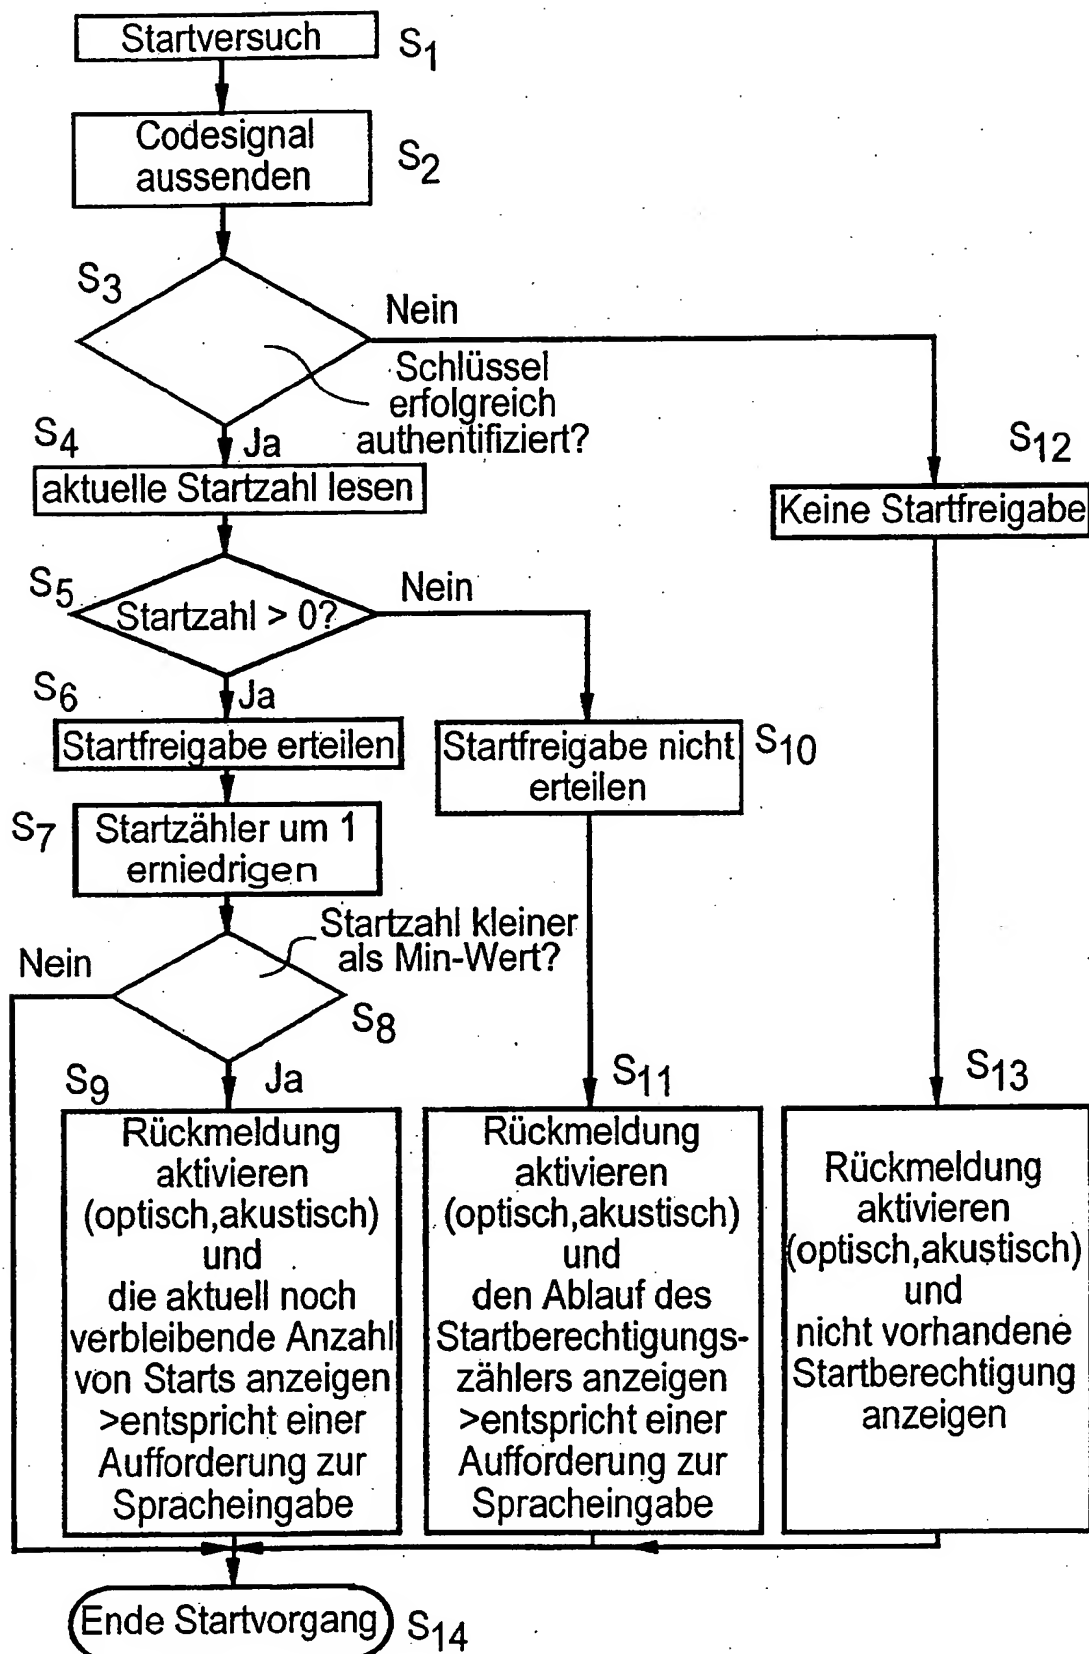 Startversuch
S1
Codesignal
aussenden
S2
S3
Nein
Schlüssel
erfolgreich
authentifiziert?
S4
Ja
aktuelle Startzahl lesen
S12
Keine Startfreigabe
S5
Startzahl > 0?
Nein
S6
Ja
Startfreigabe erteilen
Startfreigabe nicht
erteilen
S10
S7
Startzähler um 1
erniedrigen
Startzahl kleiner
als Min-Wert?
Nein
S8
S9
Ja
Rückmeldung
aktivieren
(optisch,akustisch)
und
die aktuell noch
verbleibende Anzahl
von Starts anzeigen
>entspricht einer
Aufforderung zur
Spracheingabe
S11
Rückmeldung
aktivieren
(optisch,akustisch)
und
den Ablauf des
Startberechtigungs-
zählers anzeigen
>entspricht einer
Aufforderung zur
Spracheingabe
S13
Rückmeldung
aktivieren
(optisch,akustisch)
und
nicht vorhandene
Startberechtigung
anzeigen
Ende Startvorgang
S14